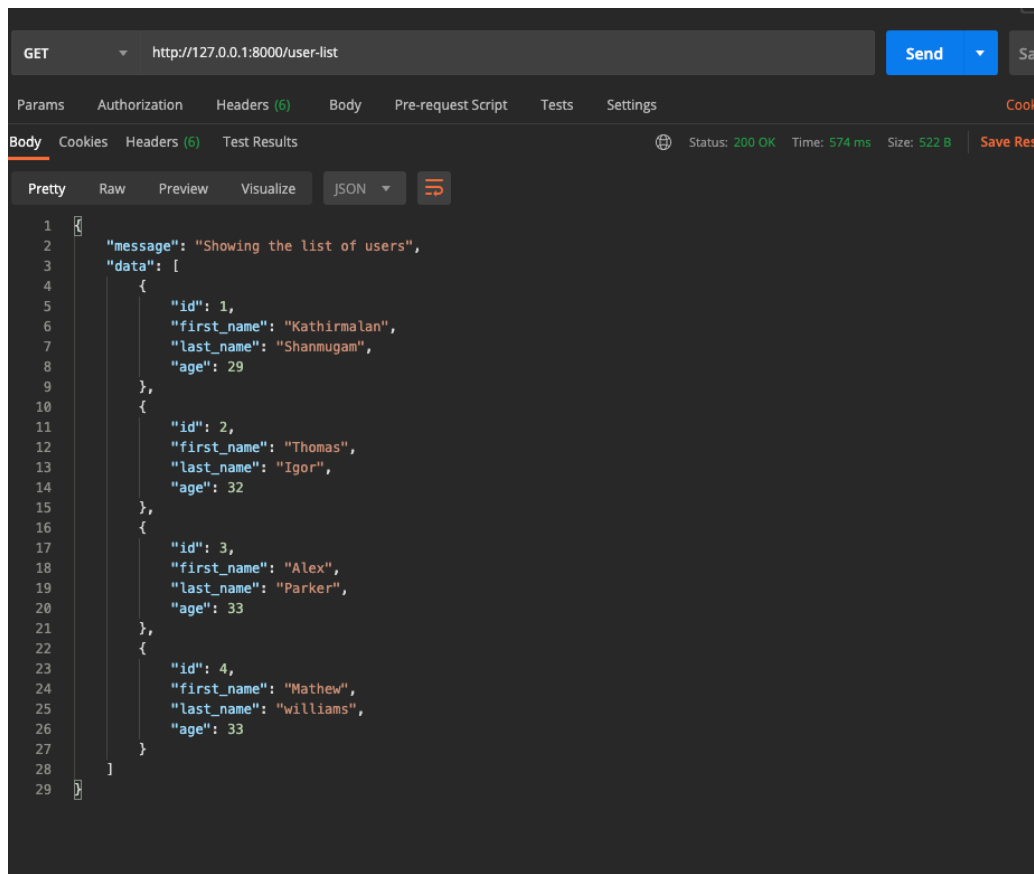 GET http://127.0.0.1:8000/user-list Send Sa
Params Authorization Headers (6) Body Pre-request Script Tests Settings Cook
Body Cookies Headers (6) Test Results Status: 200 OK Time: 574 ms Size: 522 B Save Res
Pretty Raw Preview Visualize JSON
1 {
2 "message": "Showing the list of users",
3 "data": [
4 {
5 "id": 1,
6 "first_name": "Kathirmalan",
7 "last_name": "Shanmugam",
8 "age": 29
9 },
10 {
11 "id": 2,
12 "first_name": "Thomas",
13 "last_name": "Igor",
14 "age": 32
15 },
16 {
17 "id": 3,
18 "first_name": "Alex",
19 "last_name": "Parker",
20 "age": 33
21 },
22 {
23 "id": 4,
24 "first_name": "Mathew",
25 "last_name": "williams",
26 "age": 33
27 }
28 ]
29 }